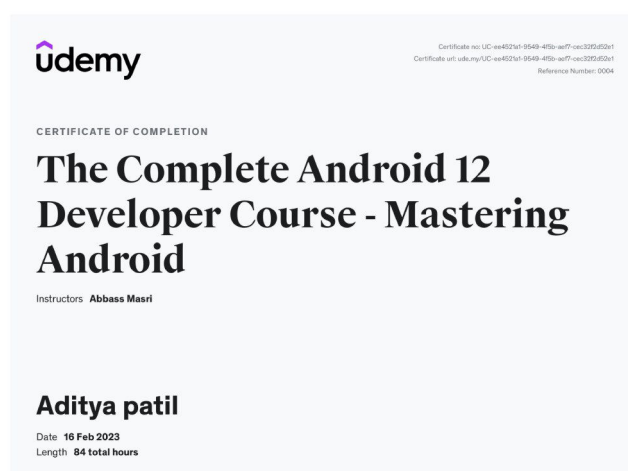 ûdemy
Certificate no: UC-ee4521a1-9549-4f5b-aef7-cec32f2d52e1
Certificate url: ude.my/UC-ee4521a1-9549-4f5b-aef7-cec32f2d52e1
Reference Number: 0004
CERTIFICATE OF COMPLETION
The Complete Android 12
Developer Course - Mastering
Android
Instructors Abbass Masri
Aditya patil
Date 16 Feb 2023
Length 84 total hours